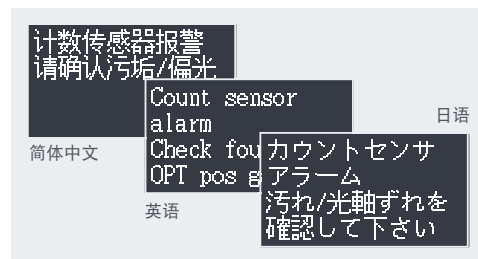 计数传感器报警
请确认污垢/偏光
简体中文
Count sensor
alarm
Check
OPT pos
英语
日语
カウントセンサ
アラーム
汚れ/光軸ずれを
確認して下さい